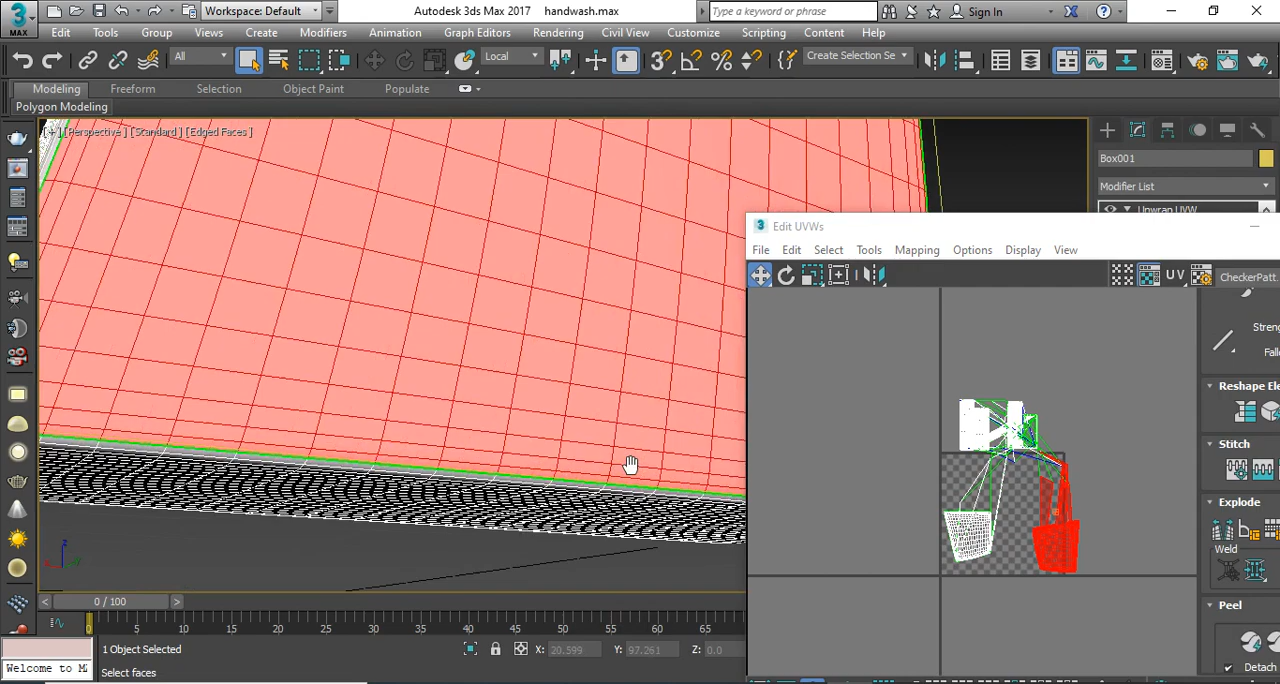 Workspace: Default
Autodesk 3ds Max 2017 handwash.max
Type a keyword or phrase
Sign In
3
MAX
Edit Tools Group Views Create Modifiers Animation Graph Editors Rendering Civil View Customize Scripting Content Help
All
Local
Create Selection Se
Modeling Freeform Selection Object Paint Populate
Polygon Modeling
[ + ] [Perspective ] [Standard ] [Edged Faces ]
Box001
Modifier List
Unwrap UVW
3 Edit UVWs
File Edit Select Tools Mapping Options Display View
UV
CheckerPatt
Streng
Falle
Reshape Ele
Stitch
Explode
Weld
Peel
Detach
0 / 100
0 5 10 15 20 25 30 35 40 45 50 55 60 65
1 Object Selected
X: 20.599 Y: 97.261 Z: 0.0
Welcome to M
Select faces